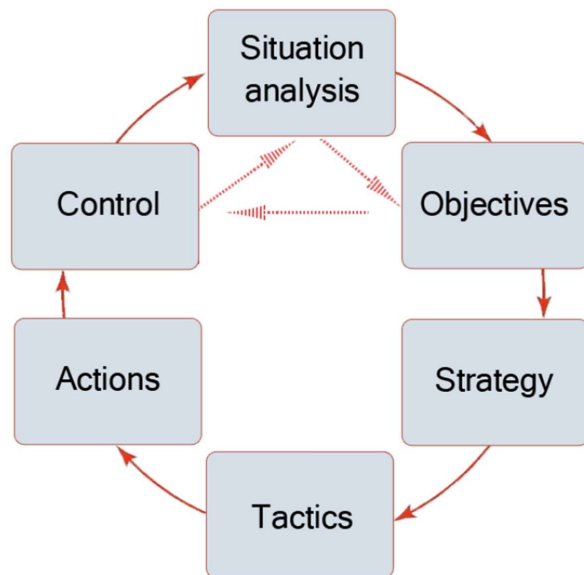 Situation
analysis
Objectives
Strategy
Tactics
Actions
Control